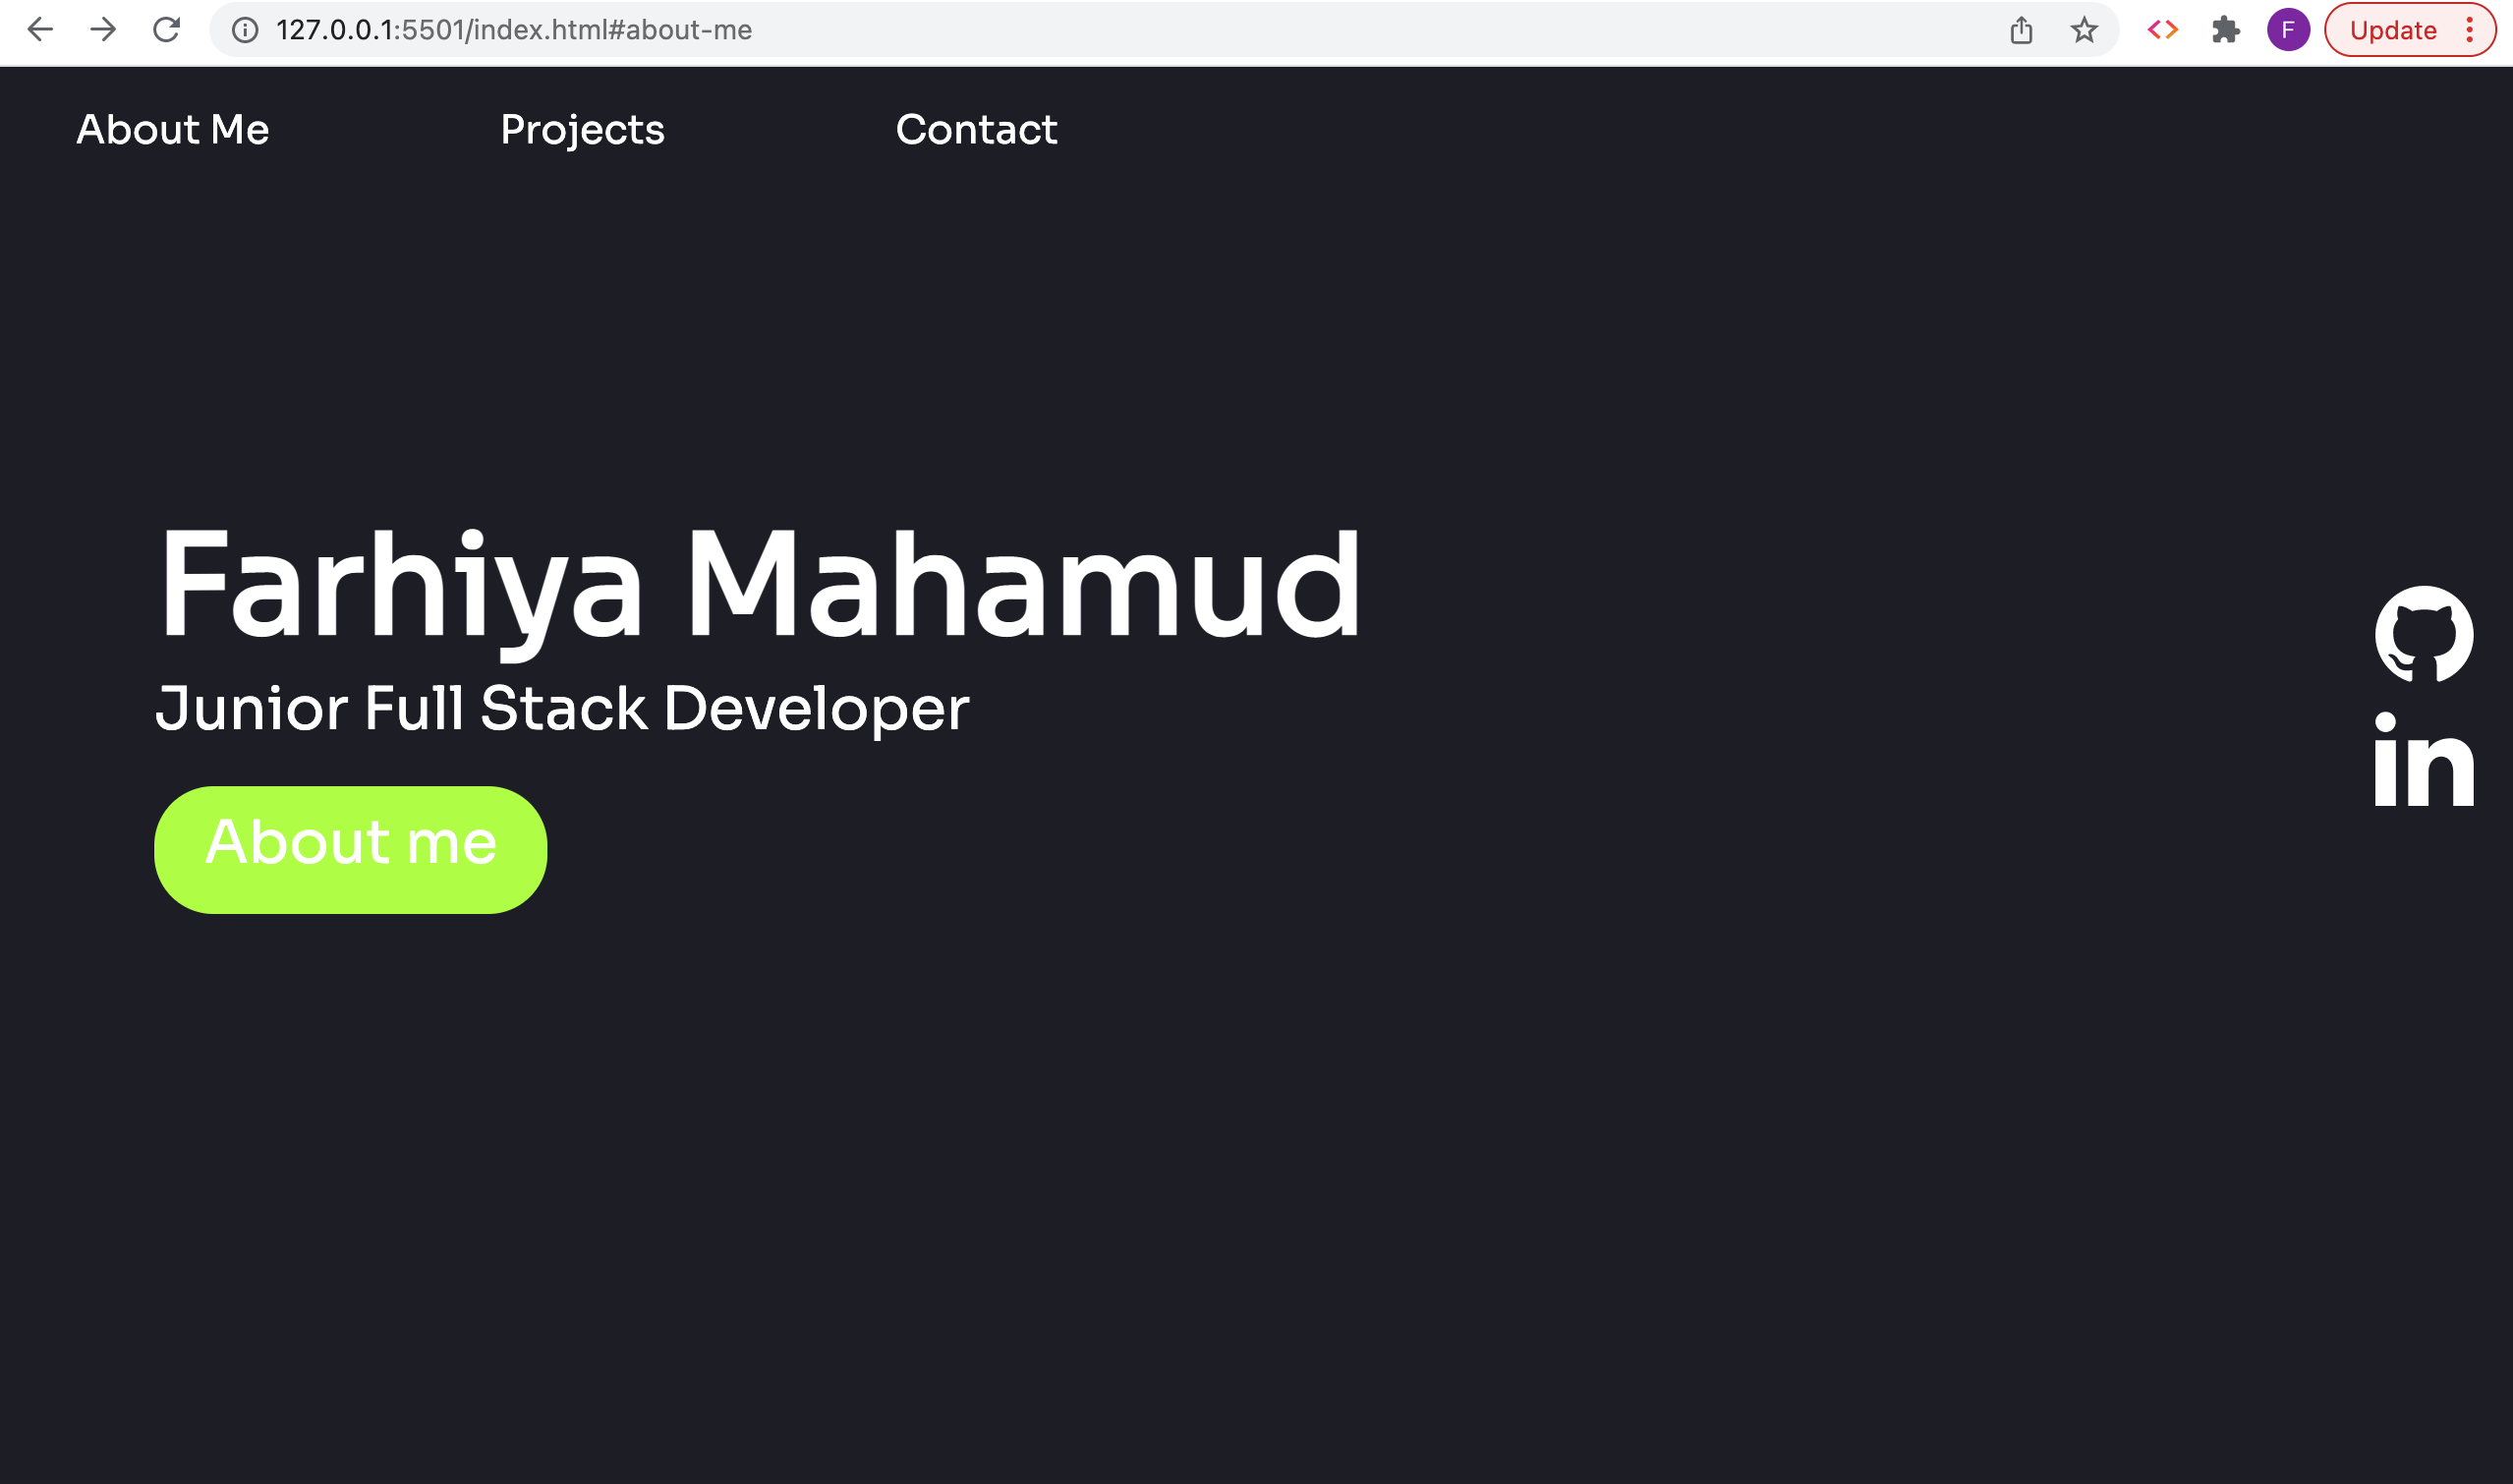 127.0.0.1:5501/index.html#about-me
F
Update
About Me Projects Contact
Farhiya Mahamud
Junior Full Stack Developer
in
About me